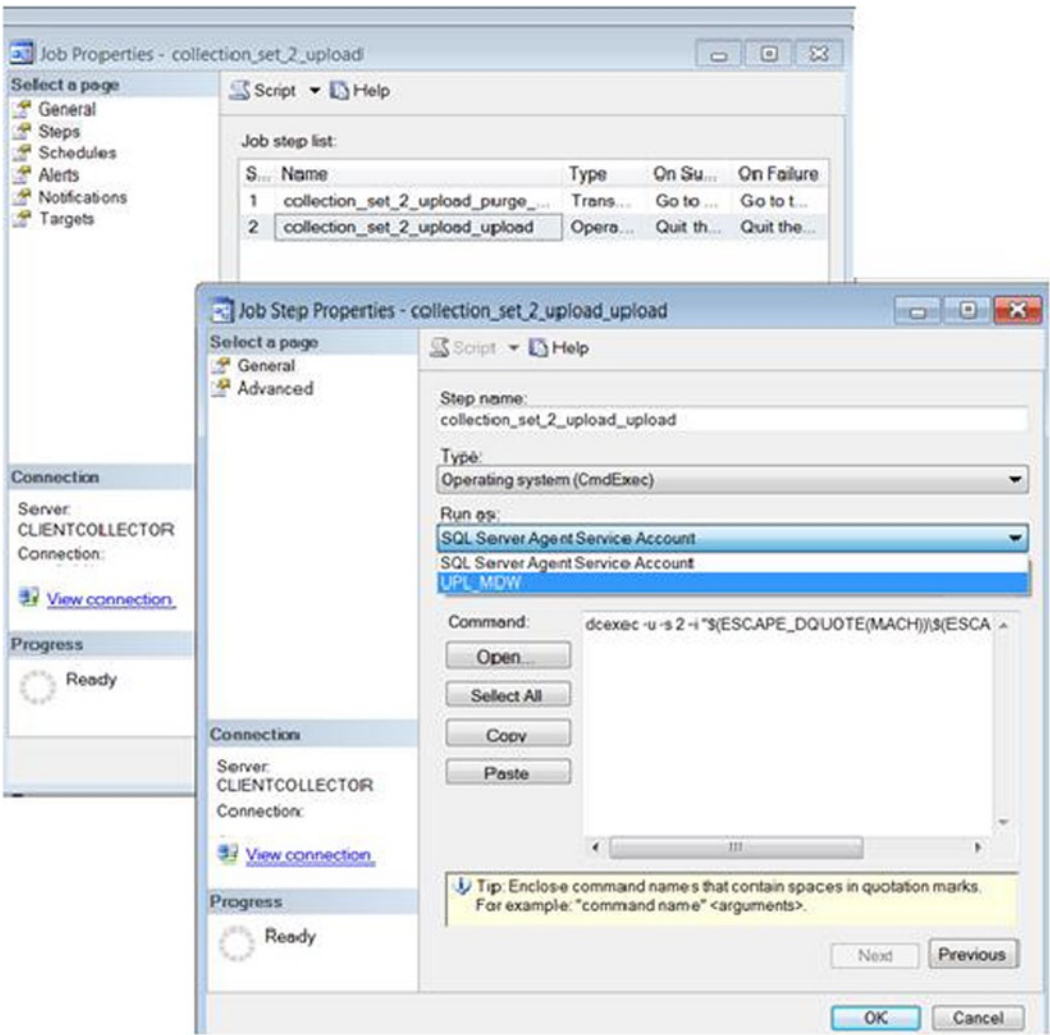 Job Properties - collection_set_2_upload
Select a page
General
Steps
Schedules
Alerts
Notifications
Targets
Script Help
Job step list:
S... Name Type On Su... On Failure
1 collection_set_2_upload_purge_... Trans... Go to ... Go to t...
2 collection_set_2_upload_upload Opera... Quit th... Quit the...
Connection
Server:
CLIENTCOLLECTOR
Connection:
View connection
Progress
Ready
Job Step Properties - collection_set_2_upload_upload
Select a page
General
Advanced
Script Help
Step name:
collection_set_2_upload_upload
Type:
Operating system (CmdExec)
Run as:
SQL Server Agent Service Account
SQL Server Agent Service Account
UPL_MDW
Command:
dcexec -u -s 2 -i "$(ESCAPE_DQUOTE(MACH))\$(ESCA
Open...
Select All
Copy
Paste
Connection
Server:
CLIENTCOLLECTOR
Connection:
View connection
Progress
Ready
Tip: Enclose command names that contain spaces in quotation marks.
For example: "command name" <arguments>.
Next Previous
OK Cancel